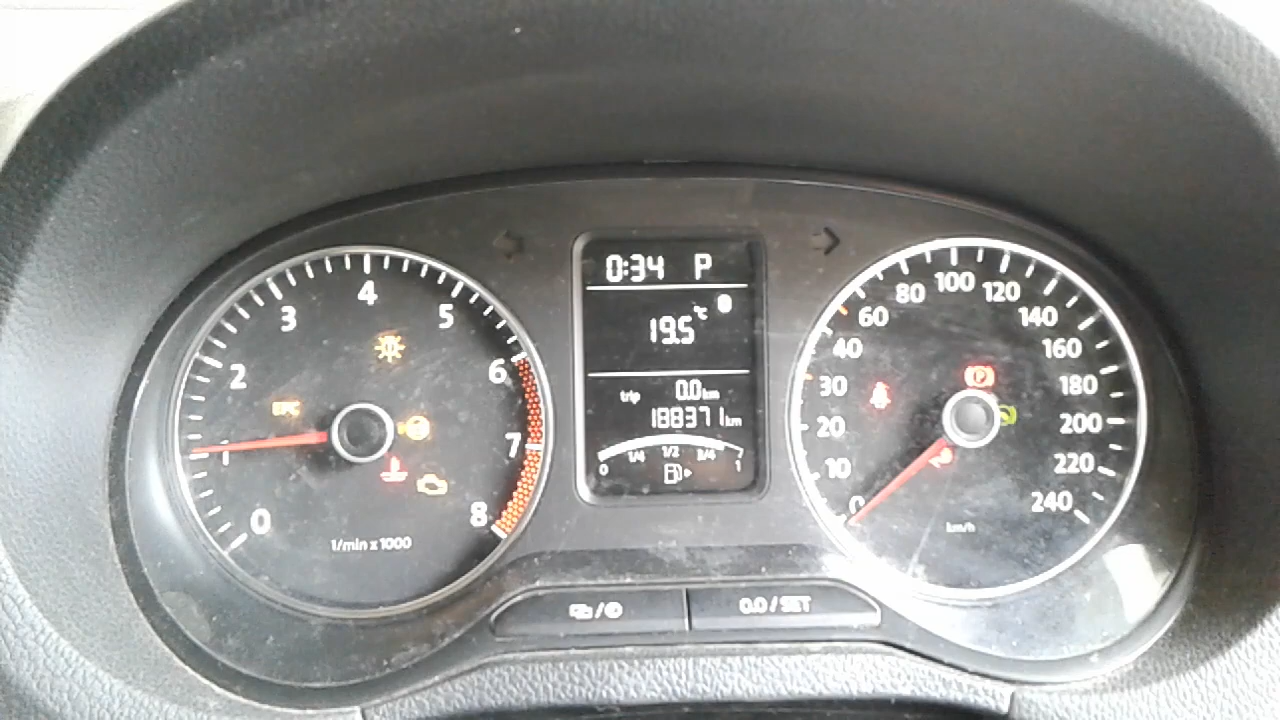 0:34 P
19.5 °C
trip 0.0 km
188371 km
0 1/4 1/2 3/4 1
0 1 2 3 4 5 6 7 8
1/min x 1000
EPC
0 10 20 30 40 60 80 100 120 140 160 180 200 220 240
km/h
P
0.0 / SET